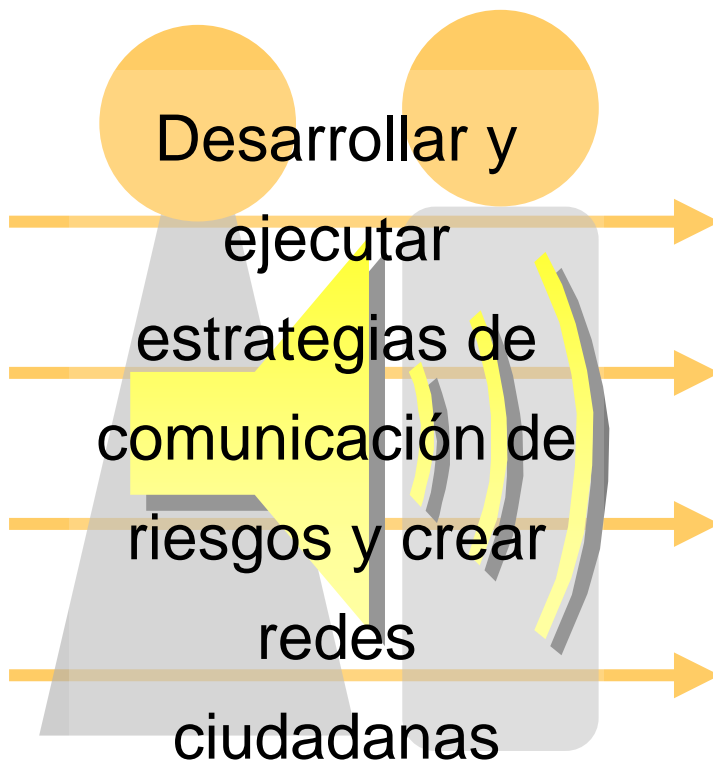 Desarrollar y
ejecutar
estrategias de
comunicación de
riesgos y crear
redes
ciudadanas